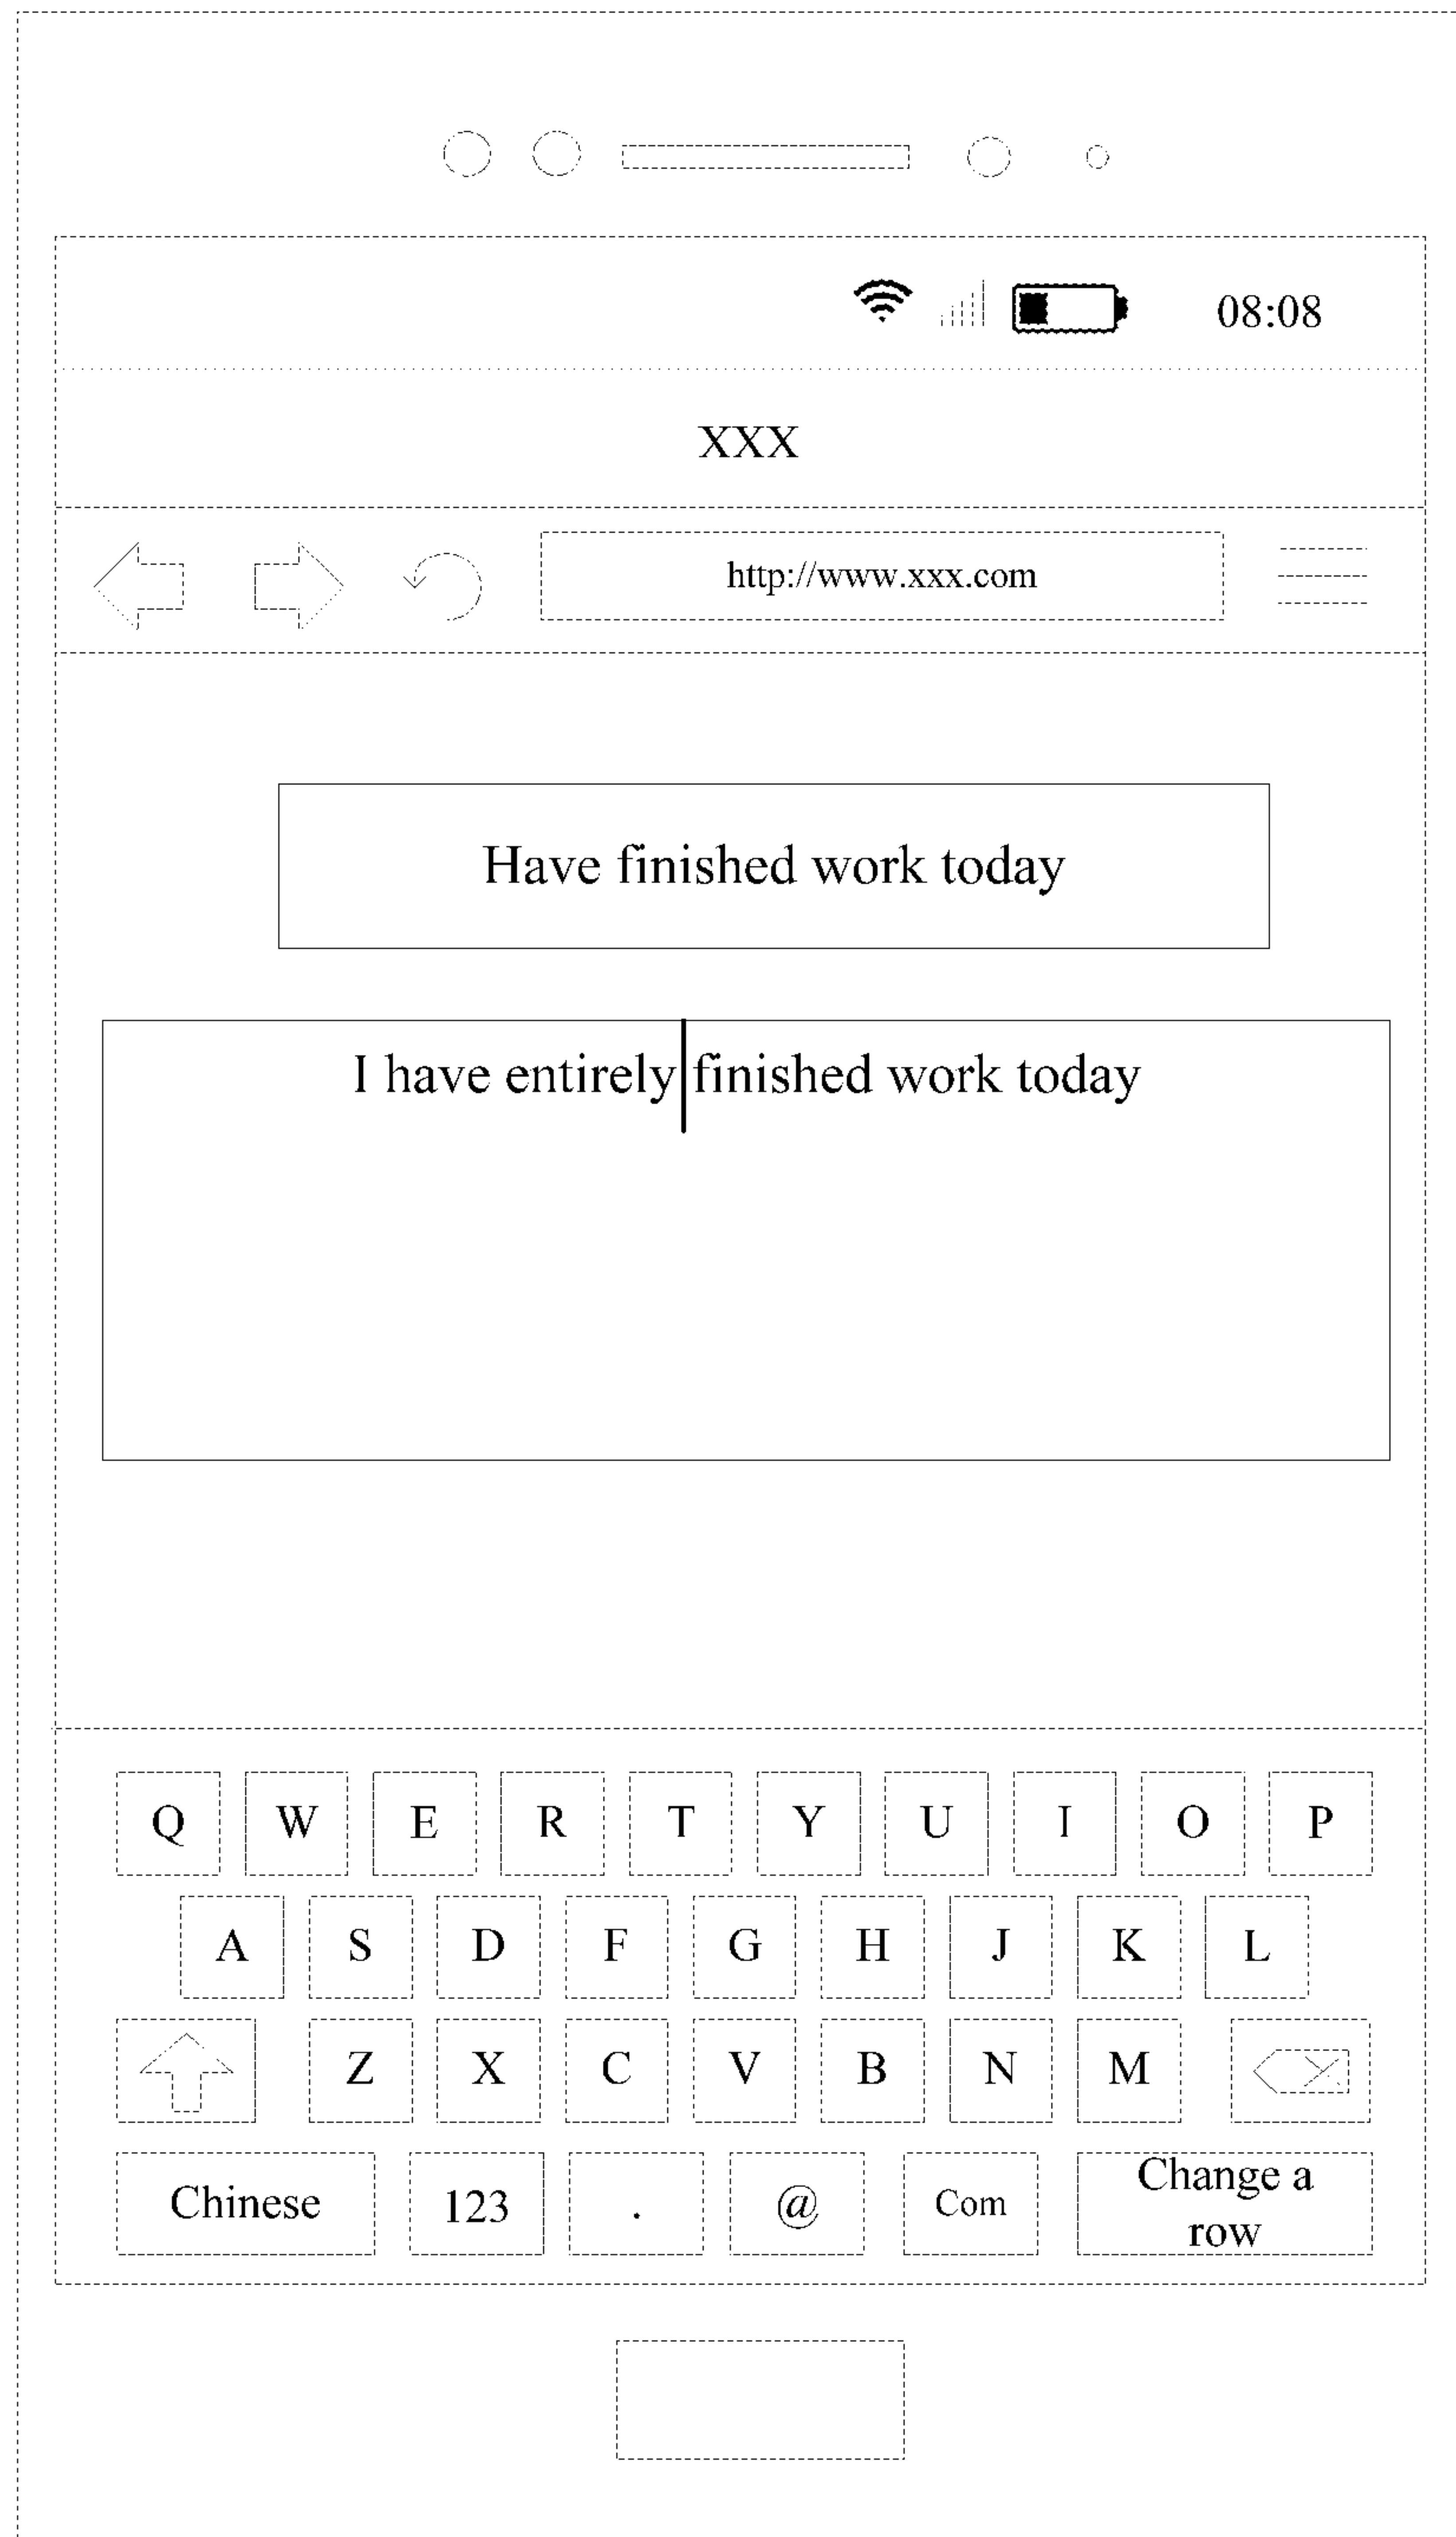 08:08
XXX
http://www.xxx.com
Have finished work today
I have entirely finished work today
Q W E R T Y U I O P
A S D F G H J K L
Z X C V B N M
Chinese 123 . @ Com Change a
row